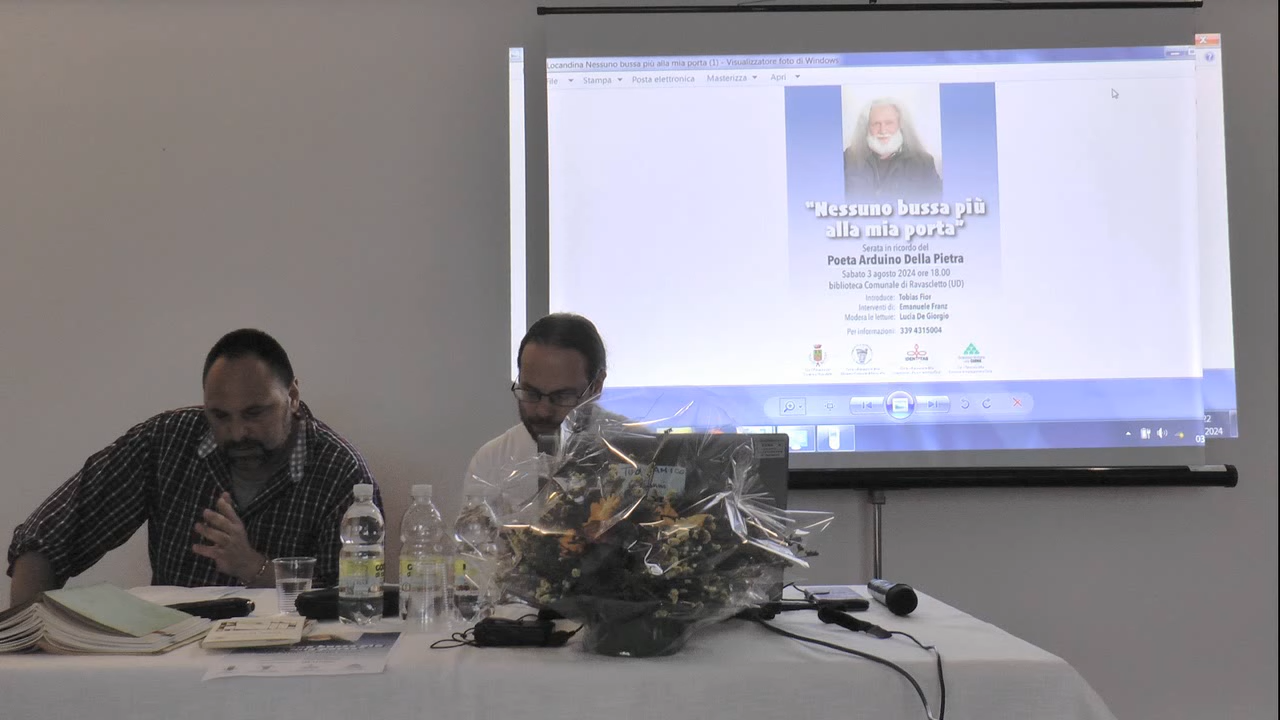 Locandina Nessuno bussa più alla mia porta (1) - Visualizzatore foto di Windows
File Stampa Posta elettronica Masterizza Apri
"Nessuno bussa più
alla mia porta"
Serata in ricordo del
Poeta Arduino Della Pietra
Sabato 3 agosto 2024 ore 18.00
biblioteca Comunale di Ravascletto (UD)
Introduce: Tobias Fior
Interventi di: Emanuele Franz
Modera le letture: Lucia De Giorgio
Per informazioni: 339 4315004
2024